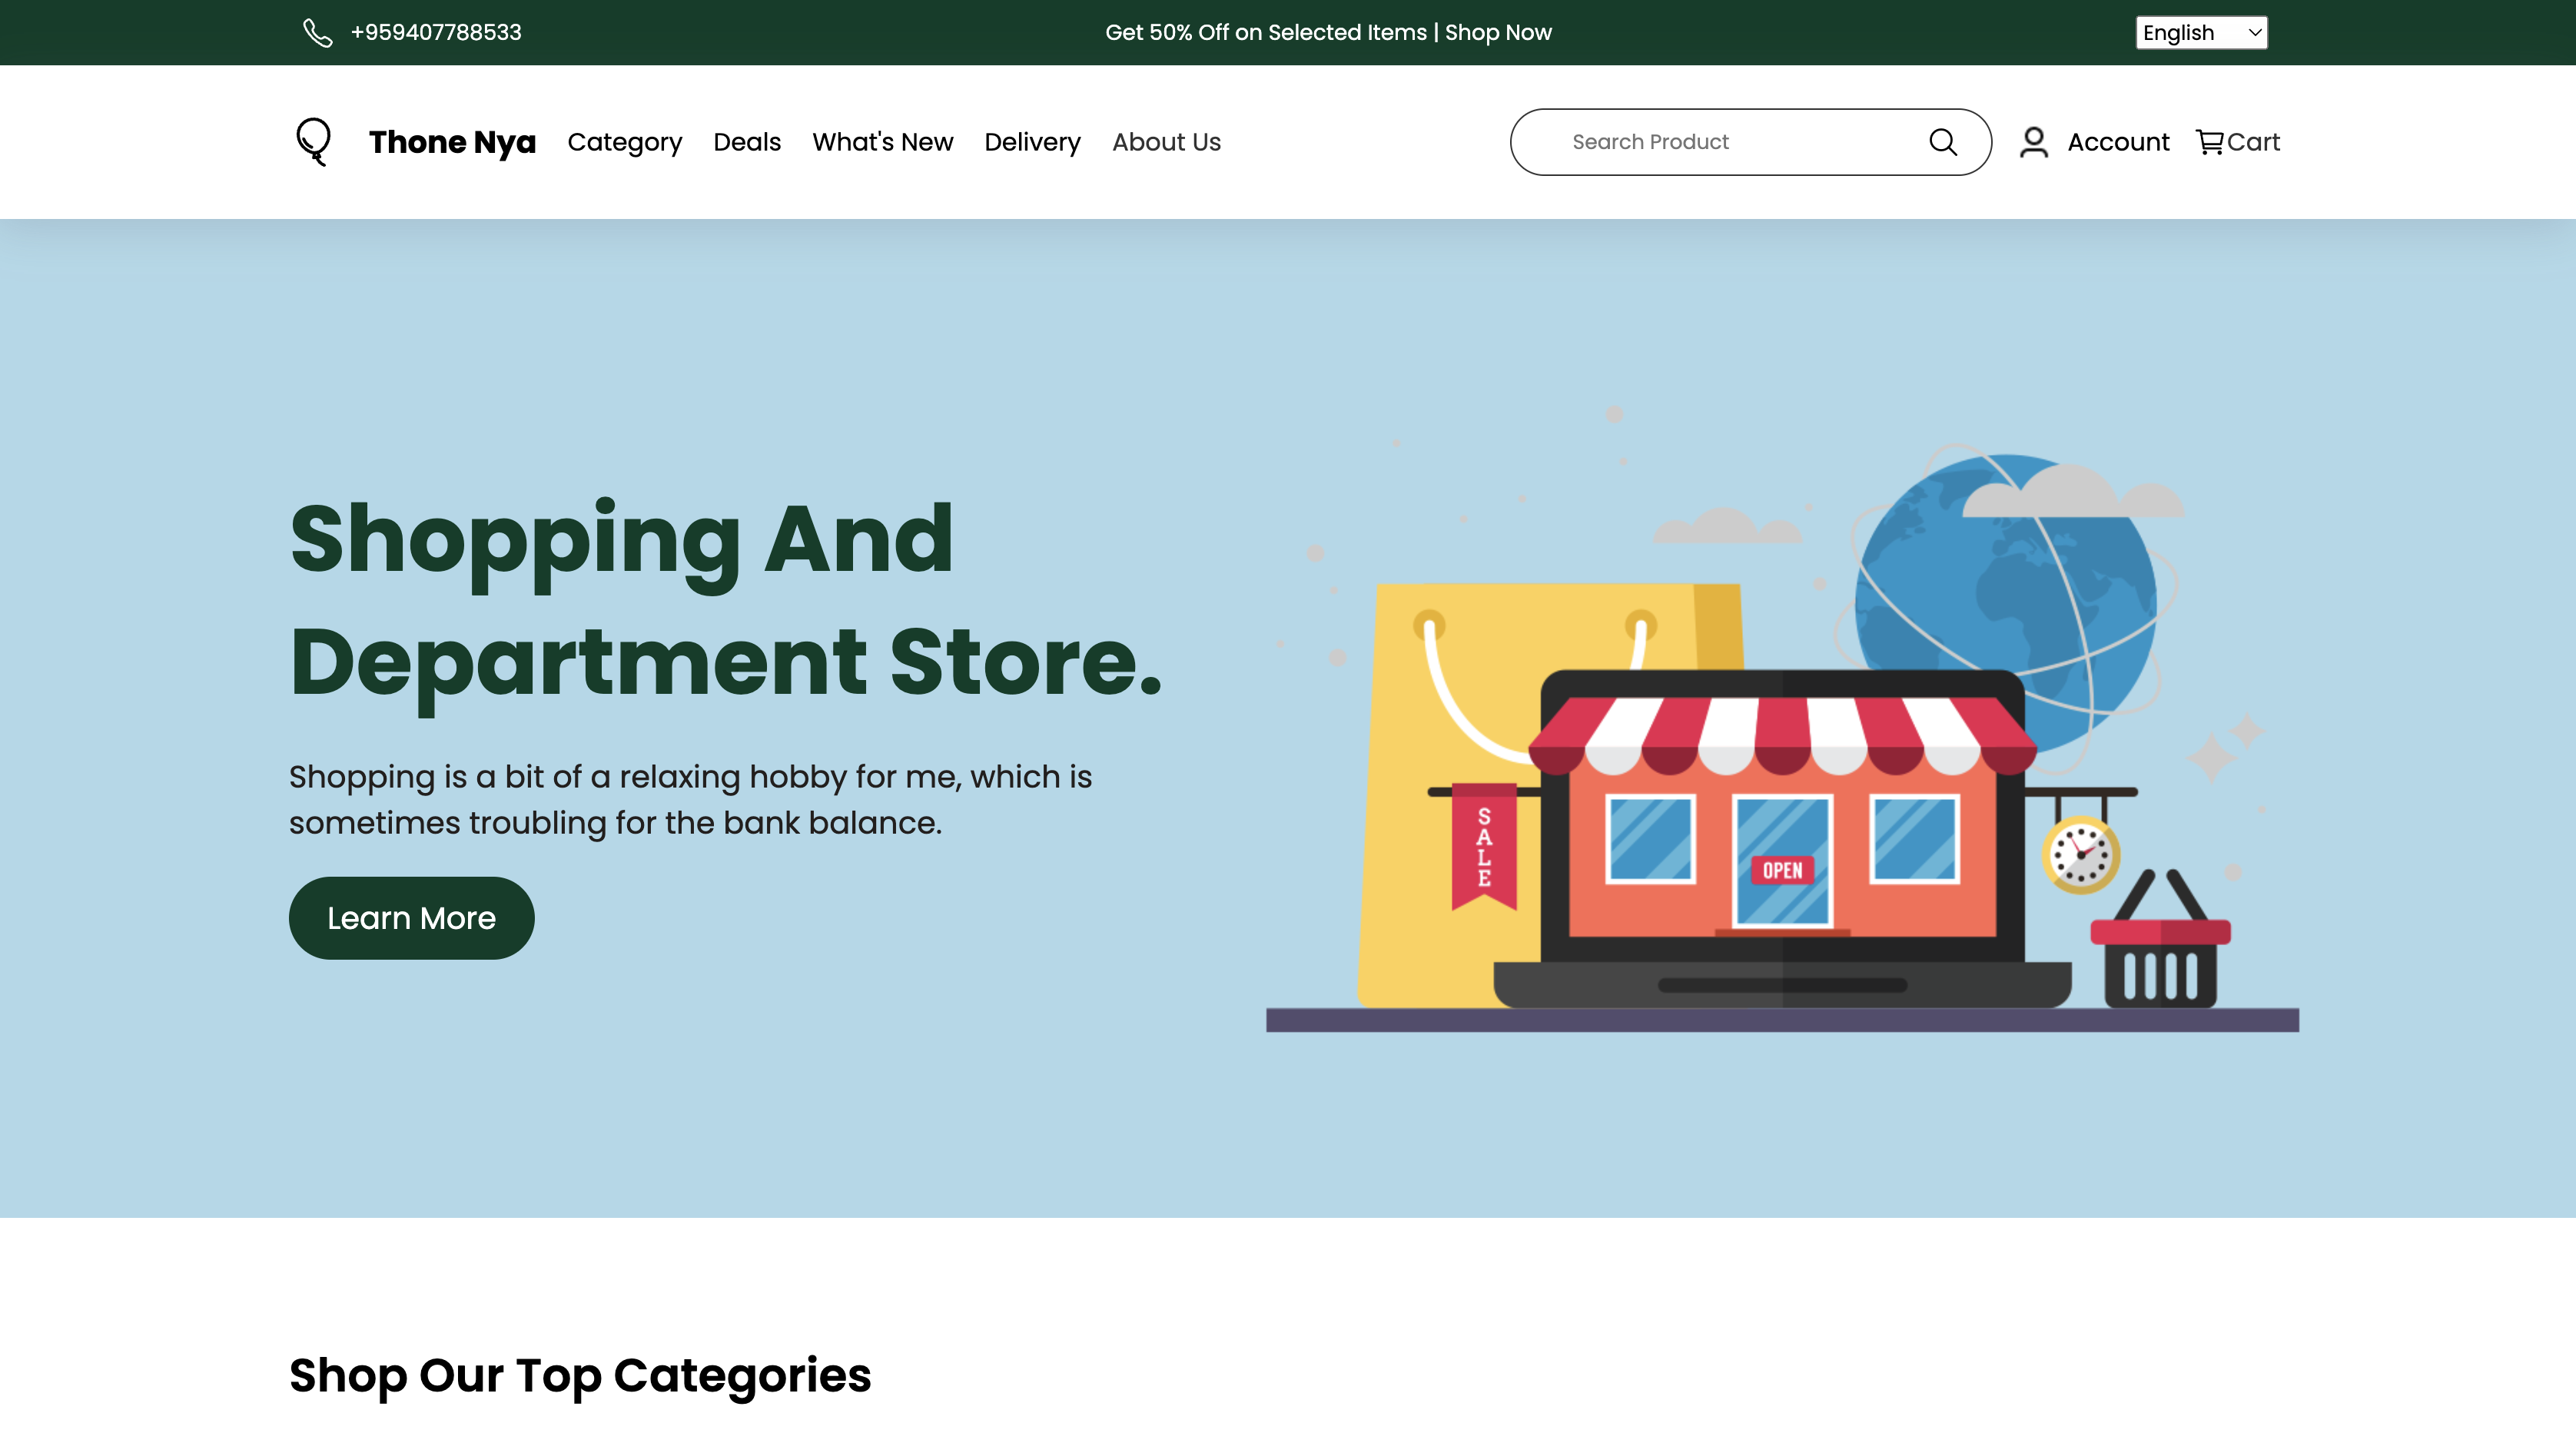 +959407788533
Get 50% Off on Selected Items | Shop Now
English
Thone Nya
Category
Deals
What's New
Delivery
About Us
Search Product
Account
Cart
Shopping And
Department Store.
Shopping is a bit of a relaxing hobby for me, which is
sometimes troubling for the bank balance.
Learn More
SALE
OPEN
Shop Our Top Categories